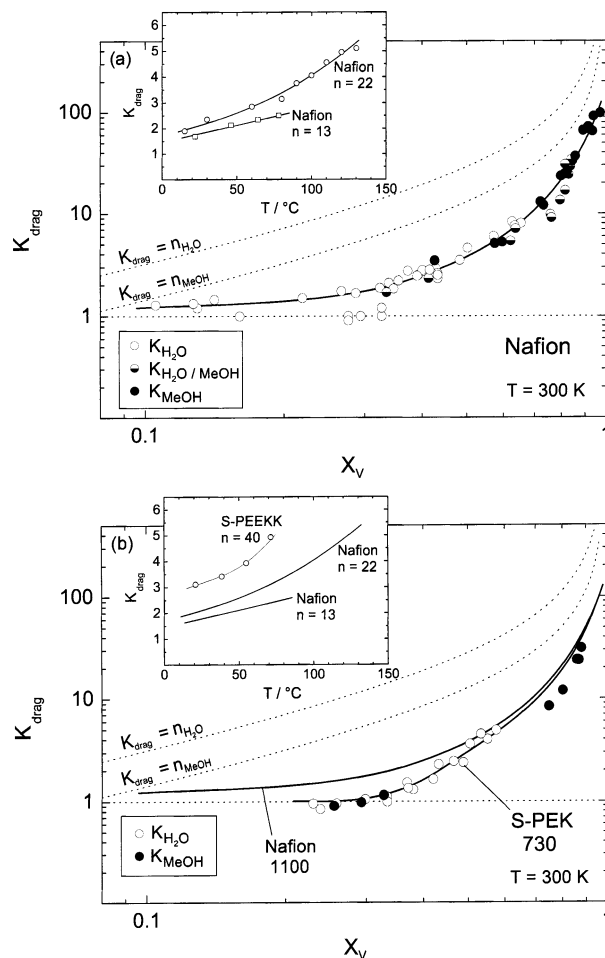 (a)
6
5
4
3
2
1
K_drag
0
50
100
150
T / °C
Nafion
n = 22
Nafion
n = 13
100
10
1
K_drag
K_drag = n_H₂O
K_drag = n_MeOH
K_H₂O
K_H₂O / MeOH
K_MeOH
Nafion
T = 300 K
0.1
1
X_V
(b)
6
5
4
3
2
1
K_drag
0
50
100
150
T / °C
S-PEEKK
n = 40
Nafion
n = 22
Nafion
n = 13
100
10
1
K_drag
K_drag = n_H₂O
K_drag = n_MeOH
K_H₂O
K_MeOH
Nafion
1100
S-PEK
730
T = 300 K
0.1
1
X_V